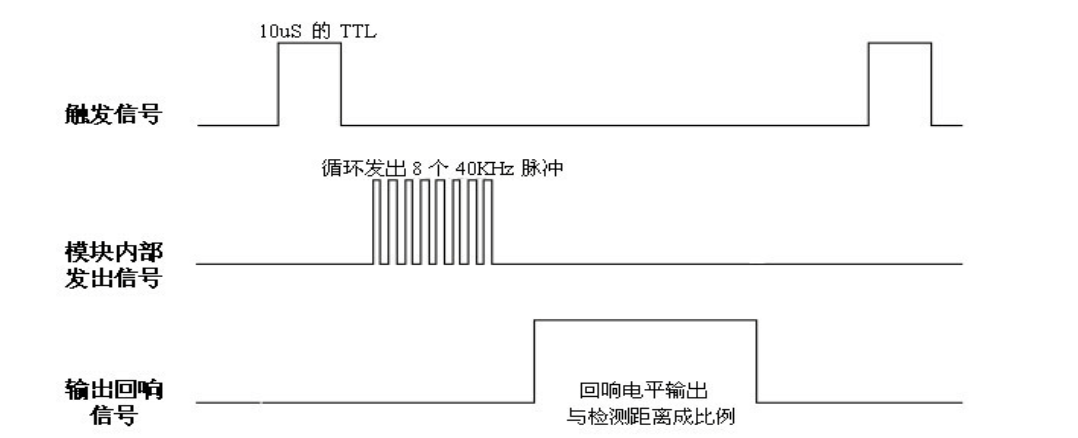 10uS 的 TTL
触发信号
循环发出 8 个 40KHz 脉冲
模块内部
发出信号
输出回响
信号
回响电平输出
与检测距离成比例